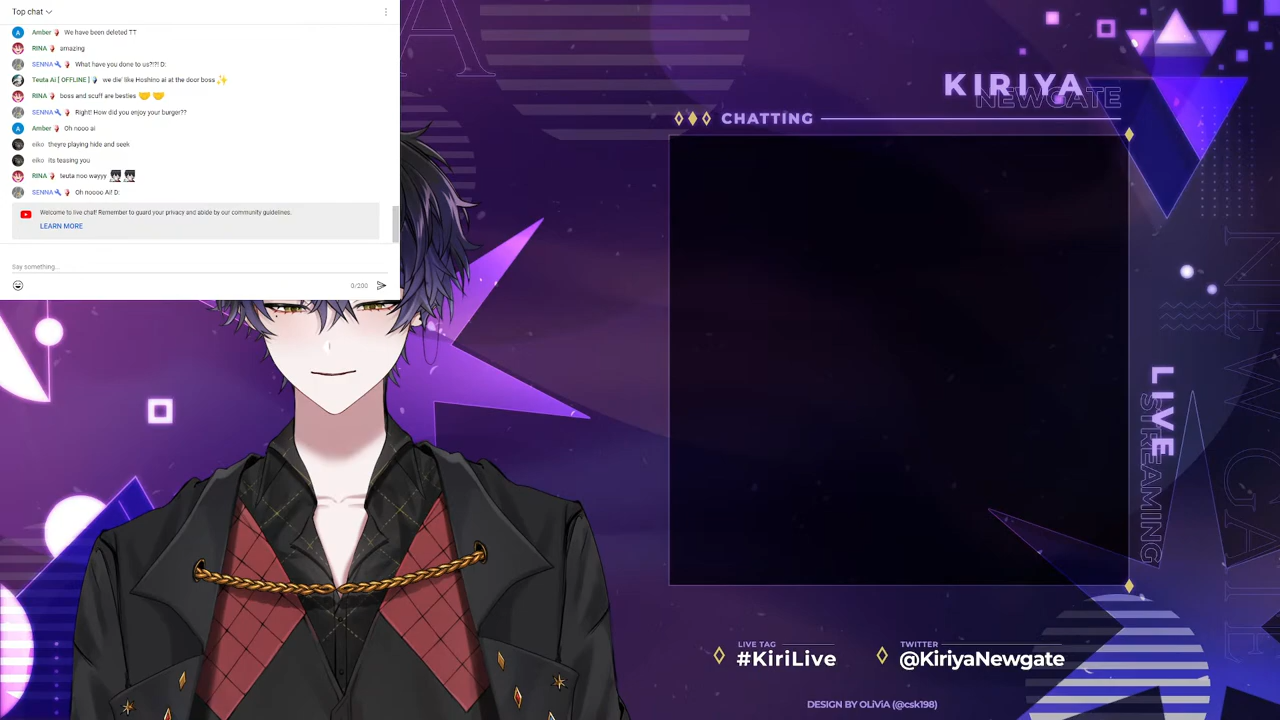 Top chat
Amber We have been deleted TT
RINA amazing
SENNA What have you done to us?!?! D:
Teuta Ai [ OFFLINE ] we die' like Hoshino ai at the door boss
RINA boss and scuff are besties
SENNA Right! How did you enjoy your burger??
Amber Oh nooo ai
eiko theyre playing hide and seek
eiko its teasing you
RINA teuta noo wayyy
SENNA Oh noooo Ai! D:
Welcome to live chat! Remember to guard your privacy and abide by our community guidelines.
LEARN MORE
Say something...
0/200
KIRIYA
NEWGATE
CHATTING
LIVE
STREAMING
NEWGATE
LIVE TAG
#KiriLive
TWITTER
@KiriyaNewgate
DESIGN BY OLiViA (@csk198)